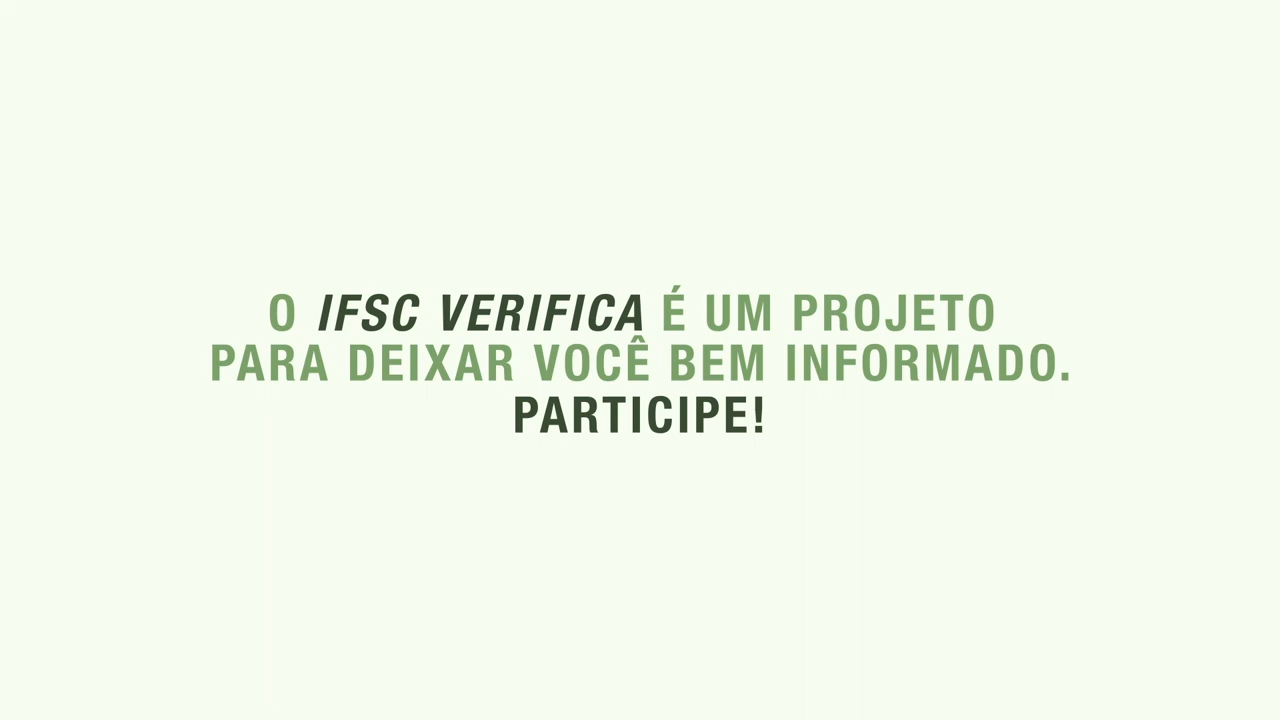 O IFSC VERIFICA É UM PROJETO
PARA DEIXAR VOCÊ BEM INFORMADO.
PARTICIPE!